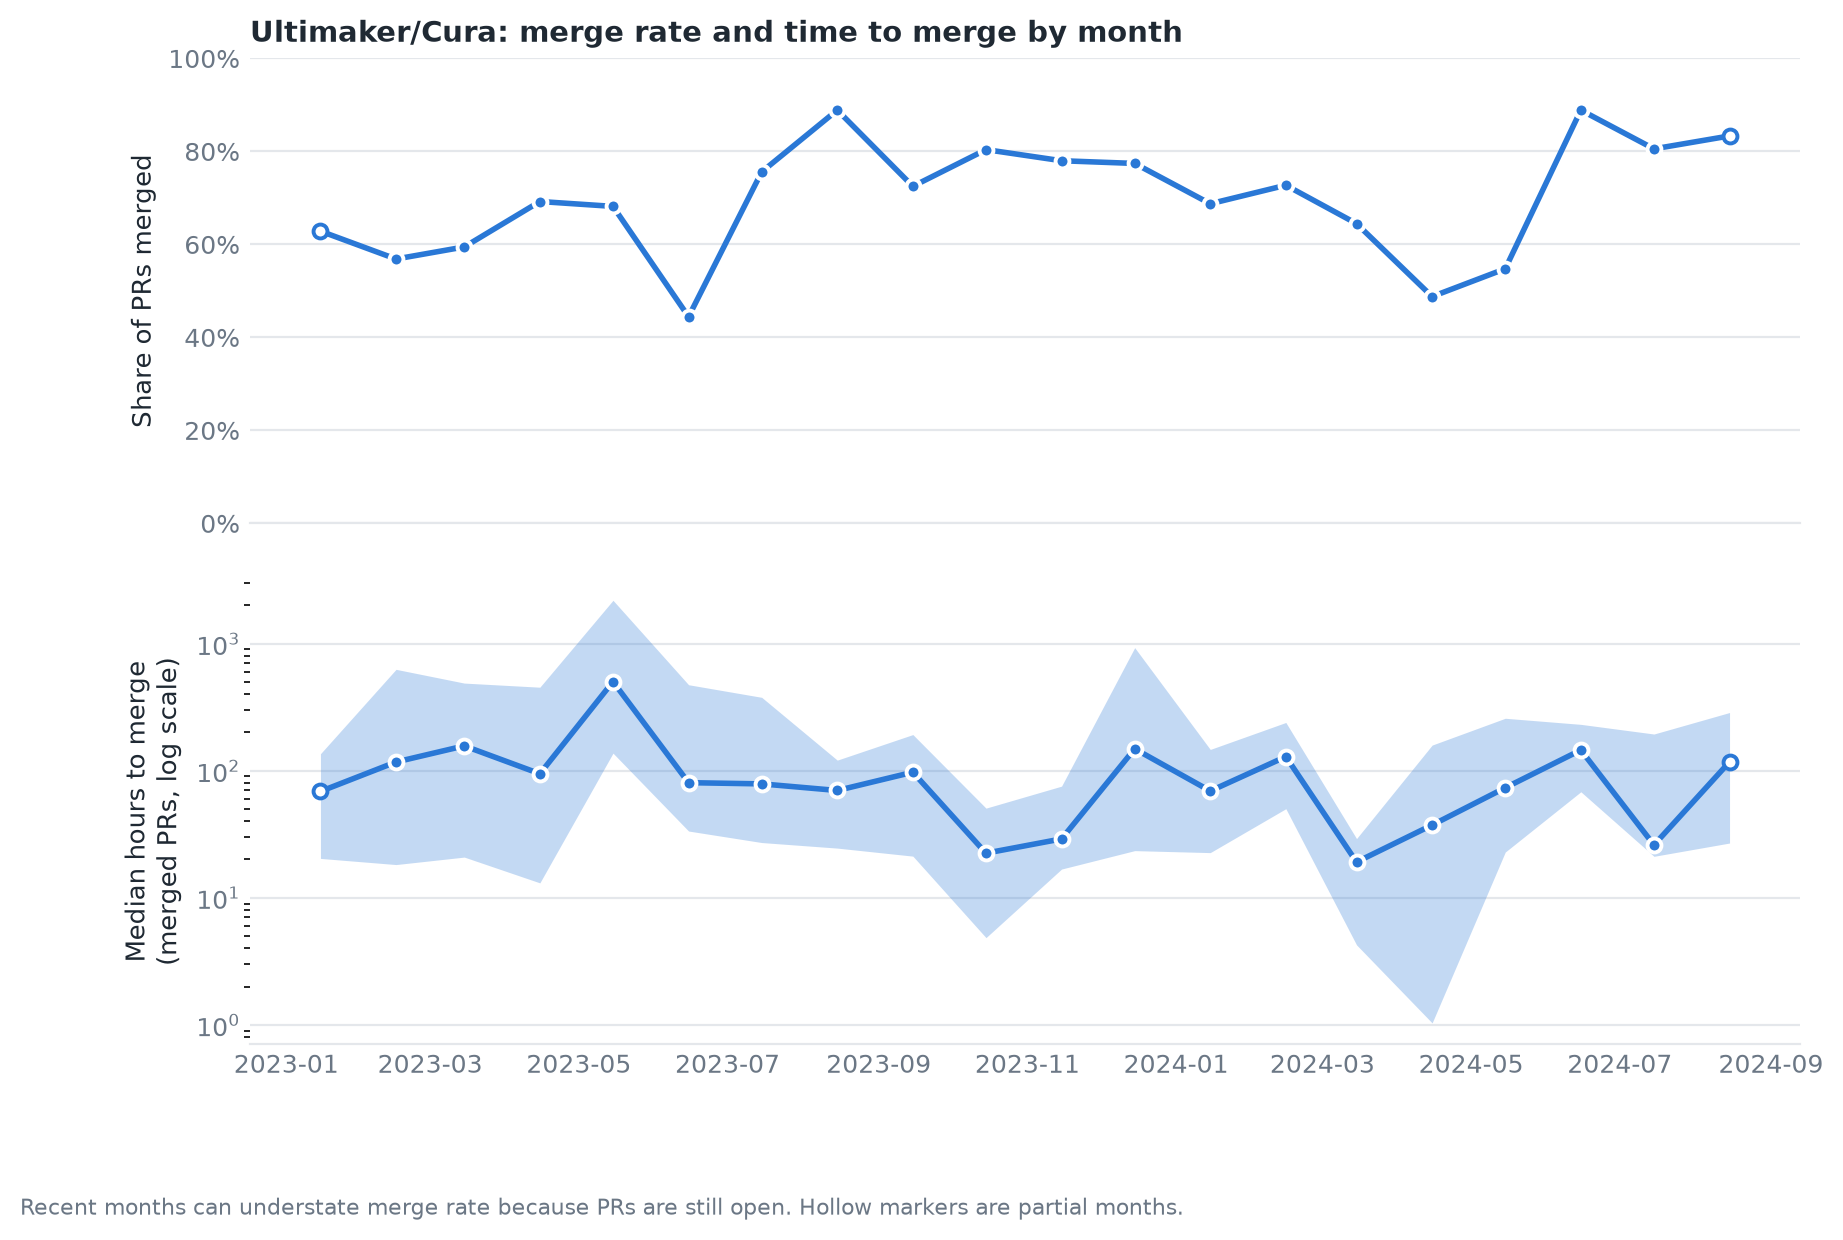 Ultimaker/Cura: merge rate and time to merge by month
100%
80%
60%
40%
20%
0%
Share of PRs merged
10³
10²
10¹
10⁰
Median hours to merge
(merged PRs, log scale)
2023-01 2023-03 2023-05 2023-07 2023-09 2023-11 2024-01 2024-03 2024-05 2024-07 2024-09
Recent months can understate merge rate because PRs are still open. Hollow markers are partial months.